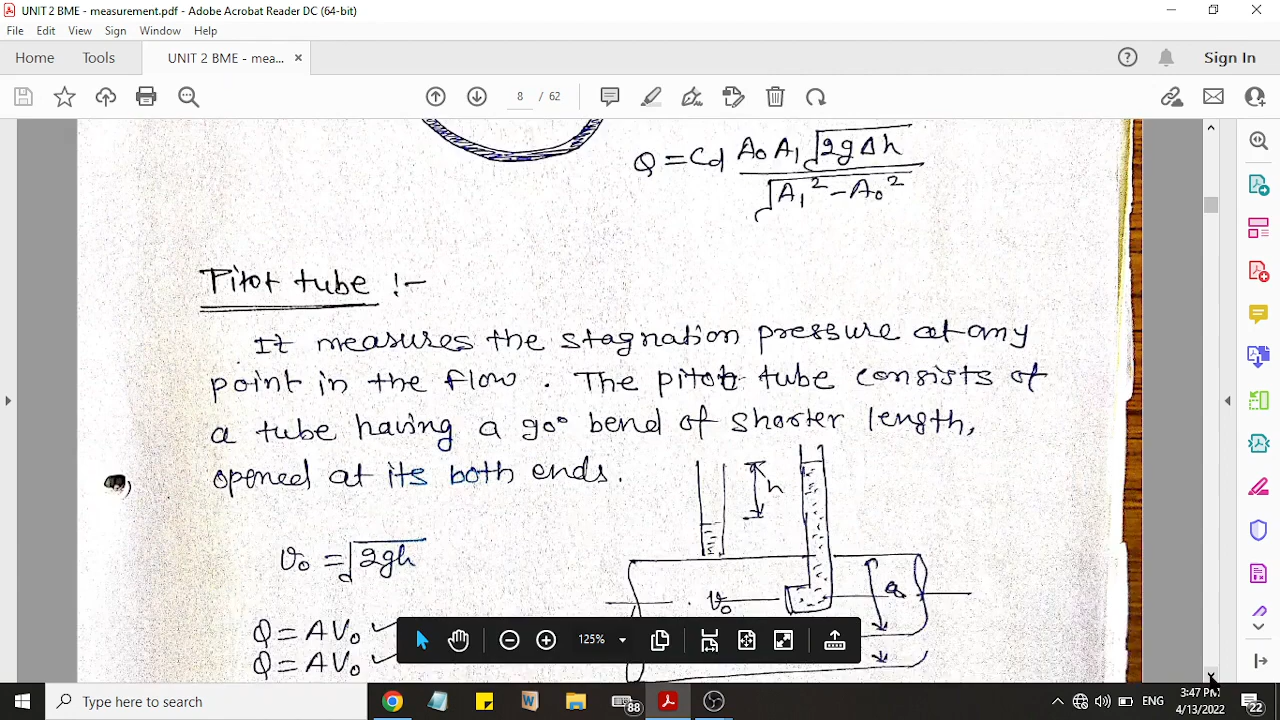 UNIT 2 BME - measurement.pdf - Adobe Acrobat Reader DC (64-bit)
File Edit View Sign Window Help
Home Tools UNIT 2 BME - mea... × Sign In
8 / 62
Q = Cd A₀ A₁ √2gΔh / √A₁² - A₀²
Pitot tube :-
It measures the stagnation pressure at any
point in the flow. The pitot tube consists of
a tube having a 90° bend of shorter length,
opened at its both ends.
h
v₀ = √2gh
v₀
Q = AV₀ ✓
Q = AV₀ ✓
125%
Type here to search
88
ENG
3:47 PM
4/13/2022
22